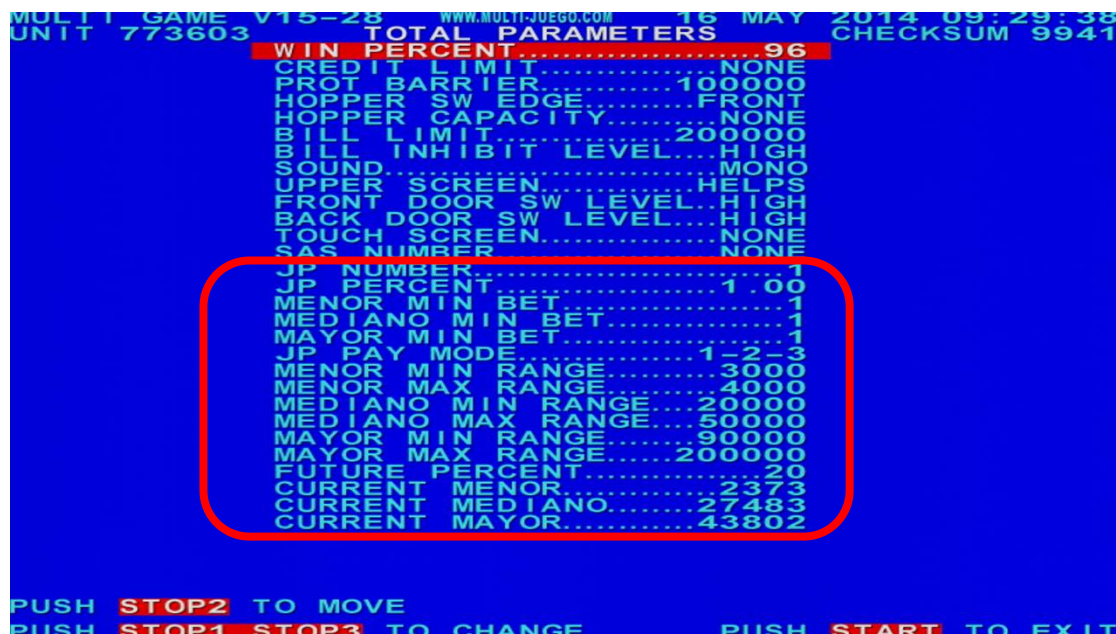 MULTI GAME V15-28 WWW.MULTI-JUEGO.COM 16 MAY 2014 09:29:38
UNIT 773603 TOTAL PARAMETERS CHECKSUM 9941
WIN PERCENT......................96
CREDIT LIMIT................NONE
PROT BARRIER............100000
HOPPER SW EDGE..........FRONT
HOPPER CAPACITY..........NONE
BILL LIMIT................200000
BILL INHIBIT LEVEL....HIGH
SOUND..............................MONO
UPPER SCREEN..............HELPS
FRONT DOOR SW LEVEL..HIGH
BACK DOOR SW LEVEL...HIGH
TOUCH SCREEN...............NONE
SAS NUMBER...................NONE
JP NUMBER............................1
JP PERCENT.....................1.00
MENOR MIN BET....................1
MEDIANO MIN BET................1
MAYOR MIN BET....................1
JP PAY MODE................1-2-3
MENOR MIN RANGE..........3000
MENOR MAX RANGE..........4000
MEDIANO MIN RANGE....20000
MEDIANO MAX RANGE....50000
MAYOR MIN RANGE........90000
MAYOR MAX RANGE......200000
FUTURE PERCENT................20
CURRENT MENOR.............2373
CURRENT MEDIANO........27483
CURRENT MAYOR............43802
PUSH STOP2 TO MOVE
PUSH STOP1 STOP3 TO CHANGE PUSH START TO EXIT